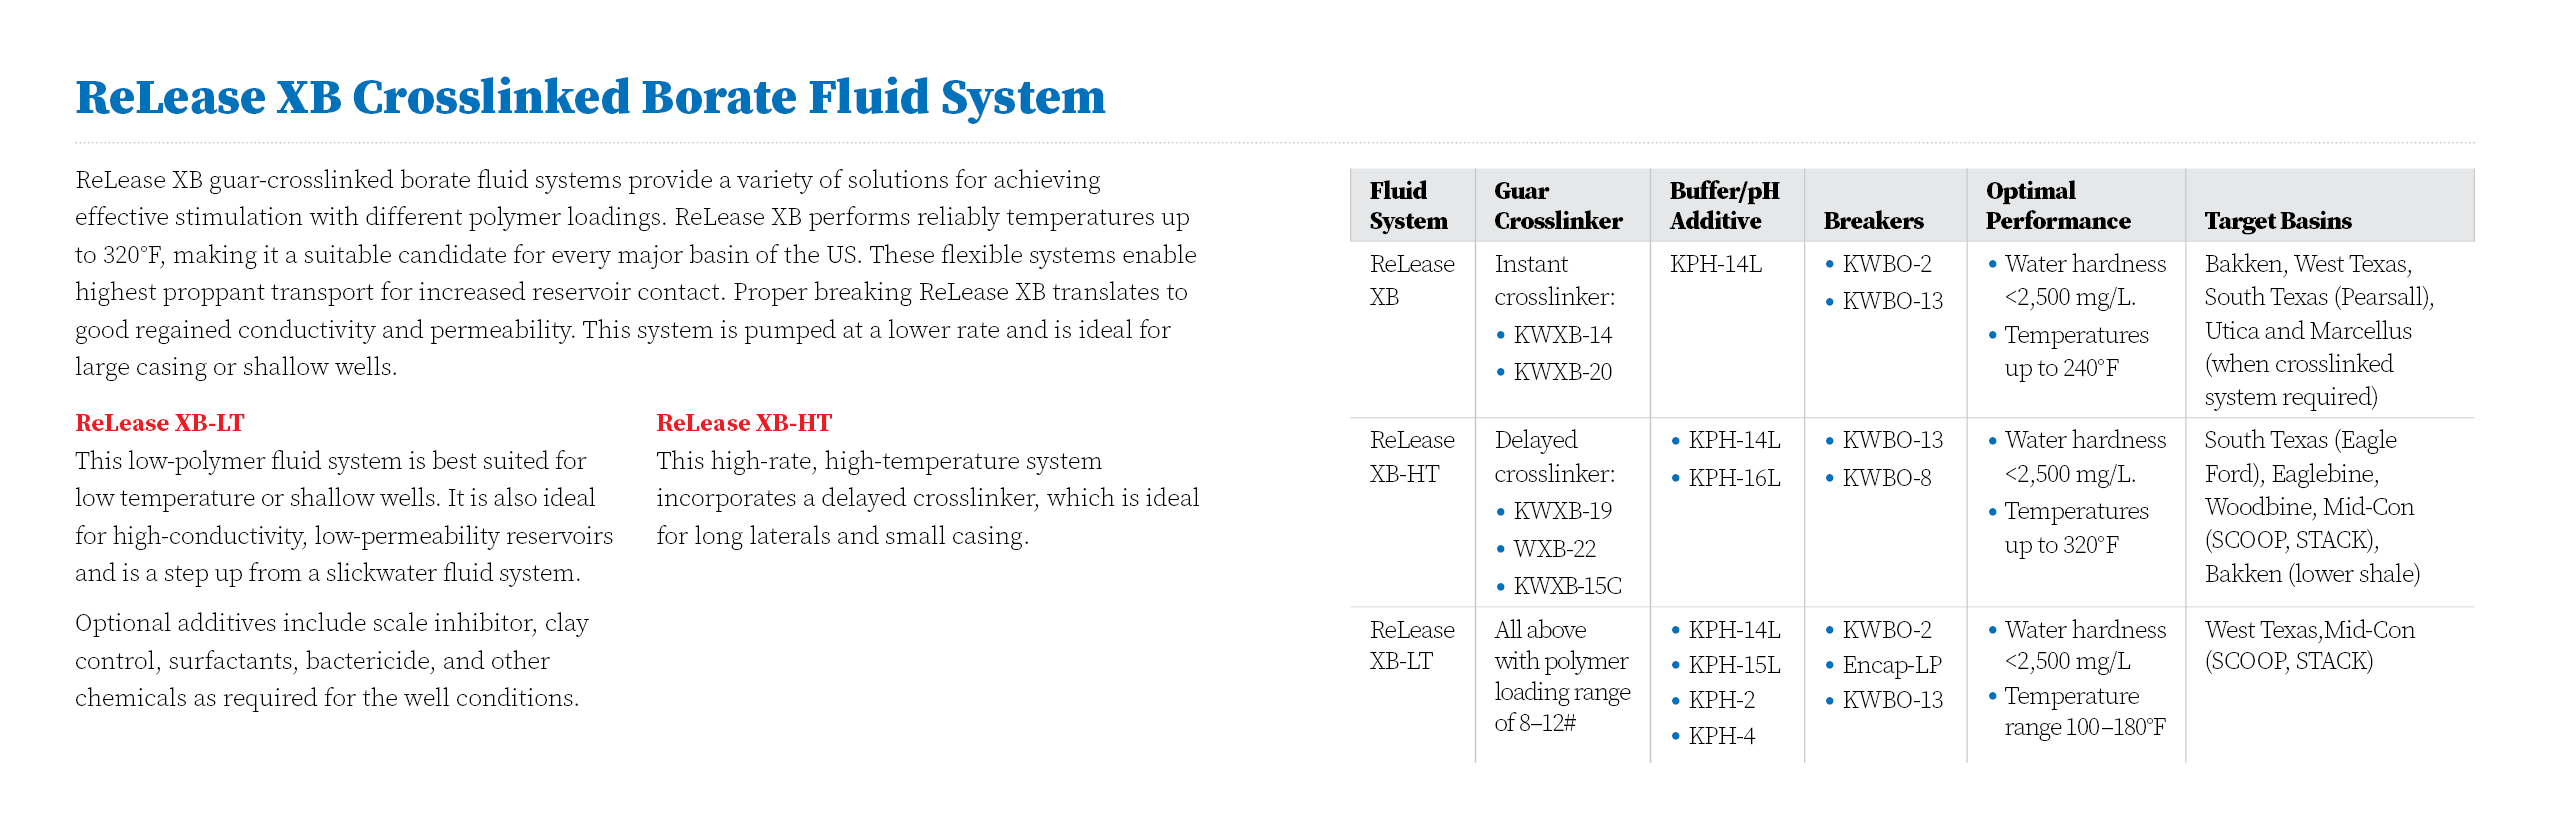 ReLease XB Crosslinked Borate Fluid System
ReLease XB guar-crosslinked borate fluid systems provide a variety of solutions for achieving
effective stimulation with different polymer loadings. ReLease XB performs reliably temperatures up
to 320°F, making it a suitable candidate for every major basin of the US. These flexible systems enable
highest proppant transport for increased reservoir contact. Proper breaking ReLease XB translates to
good regained conductivity and permeability. This system is pumped at a lower rate and is ideal for
large casing or shallow wells.
ReLease XB-LT
This low-polymer fluid system is best suited for
low temperature or shallow wells. It is also ideal
for high-conductivity, low-permeability reservoirs
and is a step up from a slickwater fluid system.
Optional additives include scale inhibitor, clay
control, surfactants, bactericide, and other
chemicals as required for the well conditions.
ReLease XB-HT
This high-rate, high-temperature system
incorporates a delayed crosslinker, which is ideal
for long laterals and small casing.
Fluid
System
Guar
Crosslinker
Buffer/pH
Additive
Breakers
Optimal
Performance
Target Basins
ReLease
XB
Instant
crosslinker:
• KWXB-14
• KWXB-20
KPH-14L
• KWBO-2
• KWBO-13
• Water hardness
<2,500 mg/L.
• Temperatures
up to 240°F
Bakken, West Texas,
South Texas (Pearsall),
Utica and Marcellus
(when crosslinked
system required)
ReLease
XB-HT
Delayed
crosslinker:
• KWXB-19
• WXB-22
• KWXB-15C
• KPH-14L
• KPH-16L
• KWBO-13
• KWBO-8
• Water hardness
<2,500 mg/L.
• Temperatures
up to 320°F
South Texas (Eagle
Ford), Eaglebine,
Woodbine, Mid-Con
(SCOOP, STACK),
Bakken (lower shale)
ReLease
XB-LT
All above
with polymer
loading range
of 8–12#
• KPH-14L
• KPH-15L
• KPH-2
• KPH-4
• KWBO-2
• Encap-LP
• KWBO-13
• Water hardness
<2,500 mg/L
• Temperature
range 100–180°F
West Texas,Mid-Con
(SCOOP, STACK)